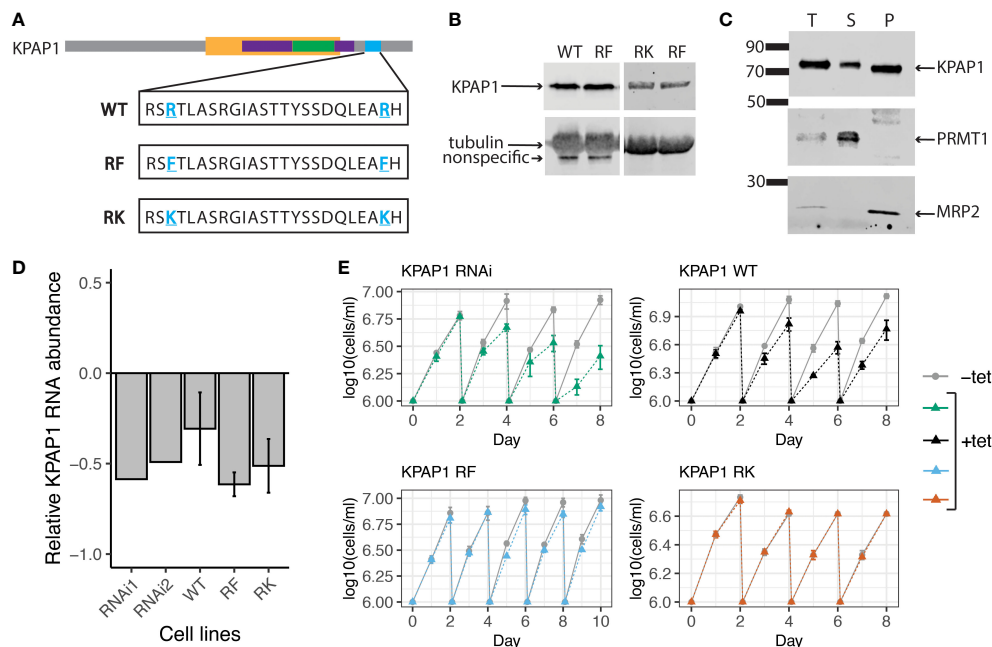 A
KPAP1
WT
RSRTLASRGIASTTYSSDQLEARH
RF
RSFTLASRGIASTTYSSDQLEAFH
RK
RSKTLASRGIASTTYSSDQLEAKH
B
WT RF RK RF
KPAP1
tubulin
nonspecific
C
T S P
90
70
50
30
KPAP1
PRMT1
MRP2
D
Relative KPAP1 RNA abundance
0.5
0.0
−0.5
−1.0
RNAi1 RNAi2 WT RF RK
Cell lines
E
KPAP1 RNAi
log10(cells/ml)
7.00
6.75
6.50
6.25
6.00
0 2 4 6 8
Day
KPAP1 WT
log10(cells/ml)
6.9
6.6
6.3
6.0
0 2 4 6 8
Day
KPAP1 RF
log10(cells/ml)
7.00
6.75
6.50
6.25
6.00
0 2 4 6 8 10
Day
KPAP1 RK
log10(cells/ml)
6.6
6.4
6.2
6.0
0 2 4 6 8
Day
−tet
+tet